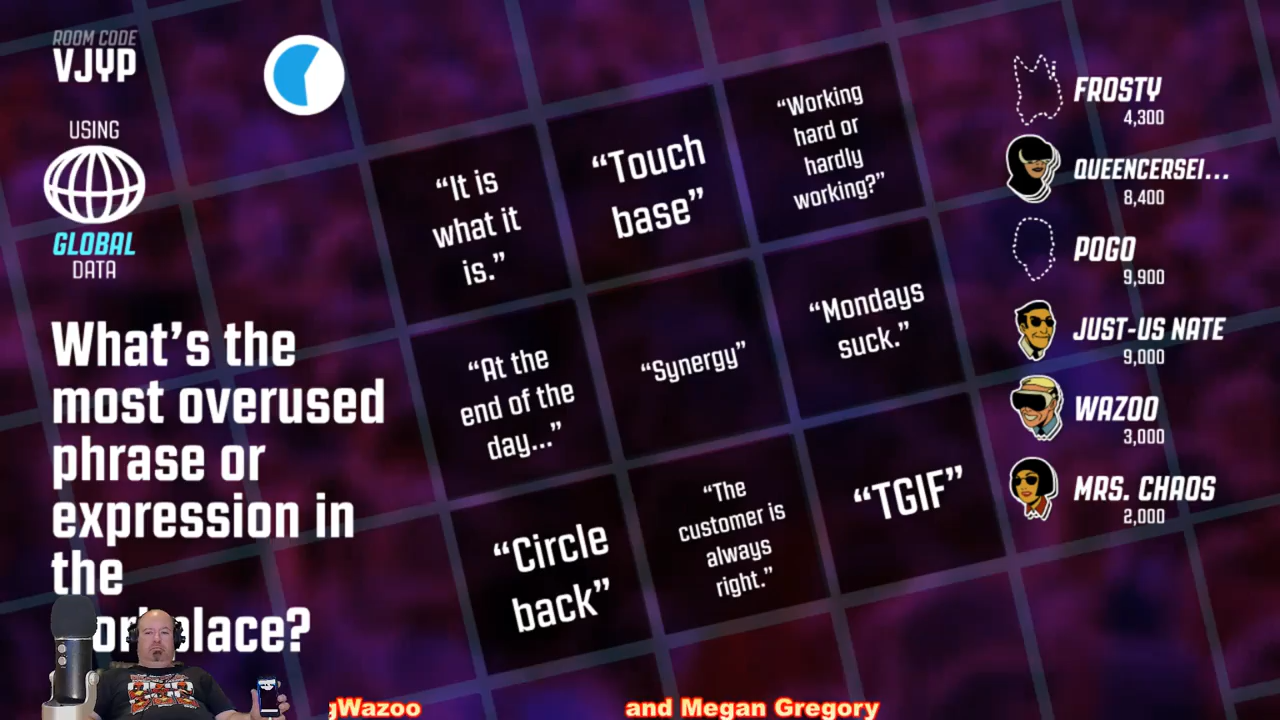 ROOM CODE
VJYP
USING
GLOBAL
DATA
What's the
most overused
phrase or
expression in
the
place?
“It is
what it
is.”
“Touch
base”
“Working
hard or
hardly
working?”
“At the
end of the
day...”
“Synergy”
“Mondays
suck.”
“Circle
back”
“The
customer is
always
right.”
“TGIF”
FROSTY
4,300
QUEENCERSEI...
8,400
POGO
9,900
JUST-US NATE
9,000
WAZOO
3,000
MRS. CHAOS
2,000
gWazoo and Megan Gregory